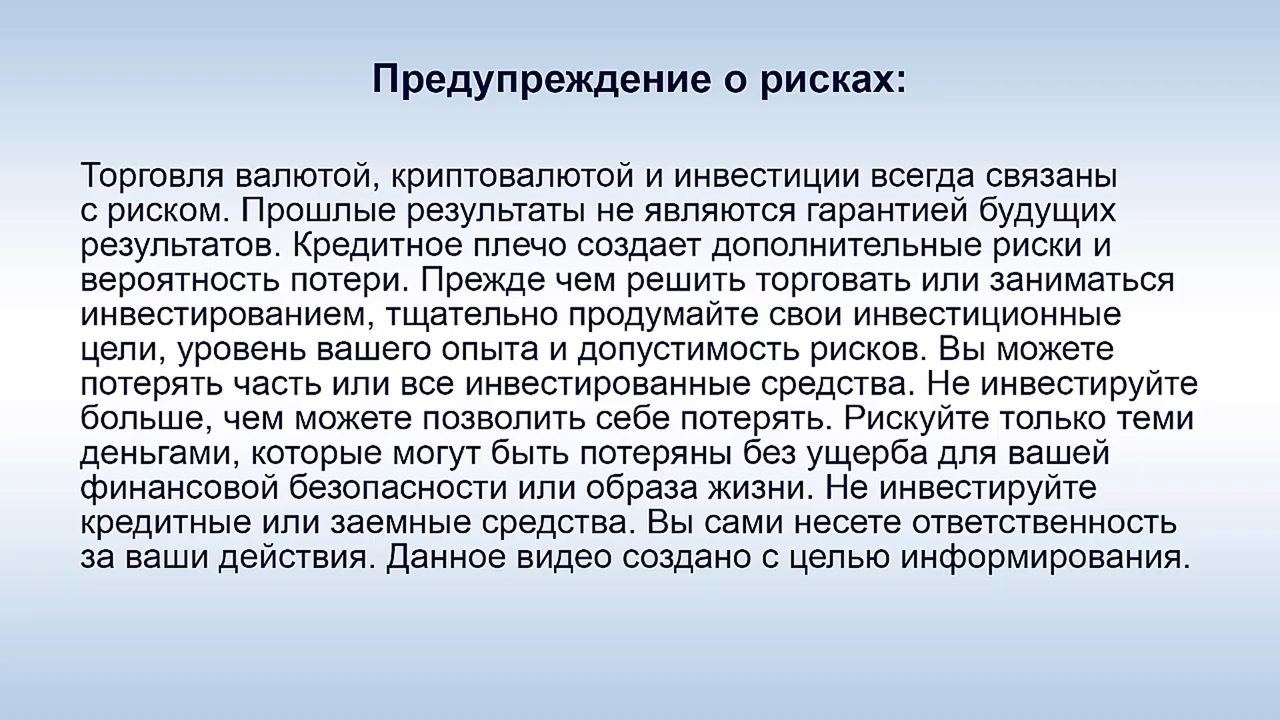 Предупреждение о рисках:
Торговля валютой, криптовалютой и инвестиции всегда связаны
с риском. Прошлые результаты не являются гарантией будущих
результатов. Кредитное плечо создает дополнительные риски и
вероятность потери. Прежде чем решить торговать или заниматься
инвестированием, тщательно продумайте свои инвестиционные
цели, уровень вашего опыта и допустимость рисков. Вы можете
потерять часть или все инвестированные средства. Не инвестируйте
больше, чем можете позволить себе потерять. Рискуйте только теми
деньгами, которые могут быть потеряны без ущерба для вашей
финансовой безопасности или образа жизни. Не инвестируйте
кредитные или заемные средства. Вы сами несете ответственность
за ваши действия. Данное видео создано с целью информирования.